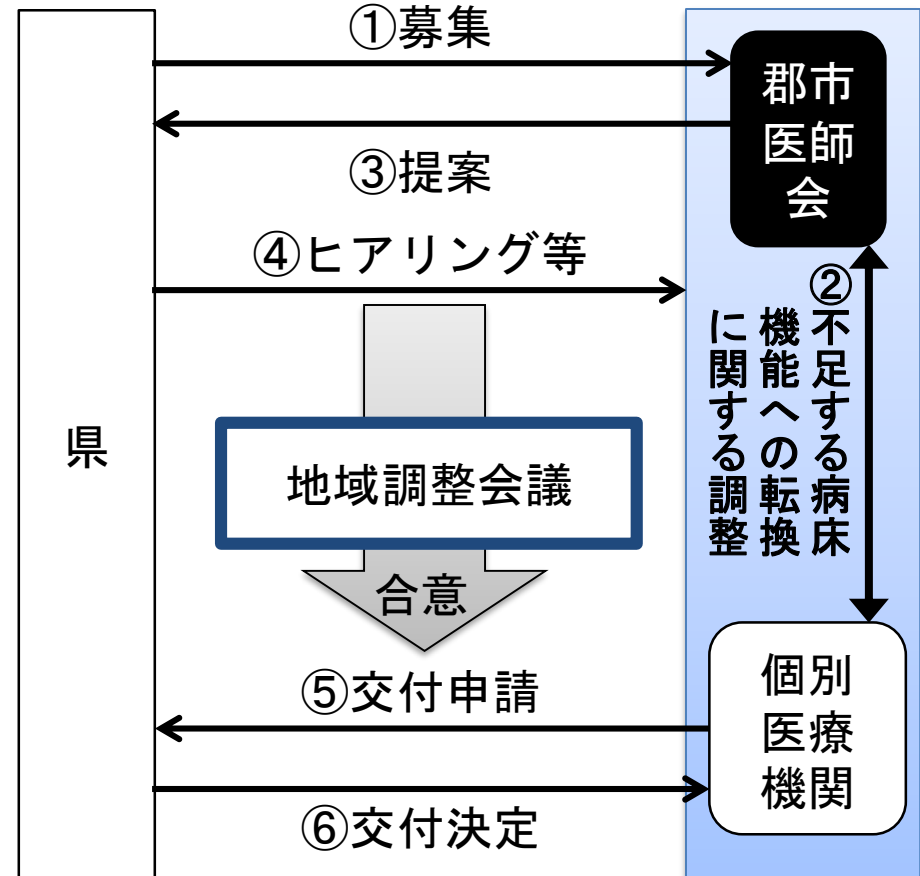 ①募集
郡市
医師
会
③提案
④ヒアリング等
②不足する病床
機能への転換
に関する調整
県
地域調整会議
合意
⑤交付申請
個別
医療
機関
⑥交付決定